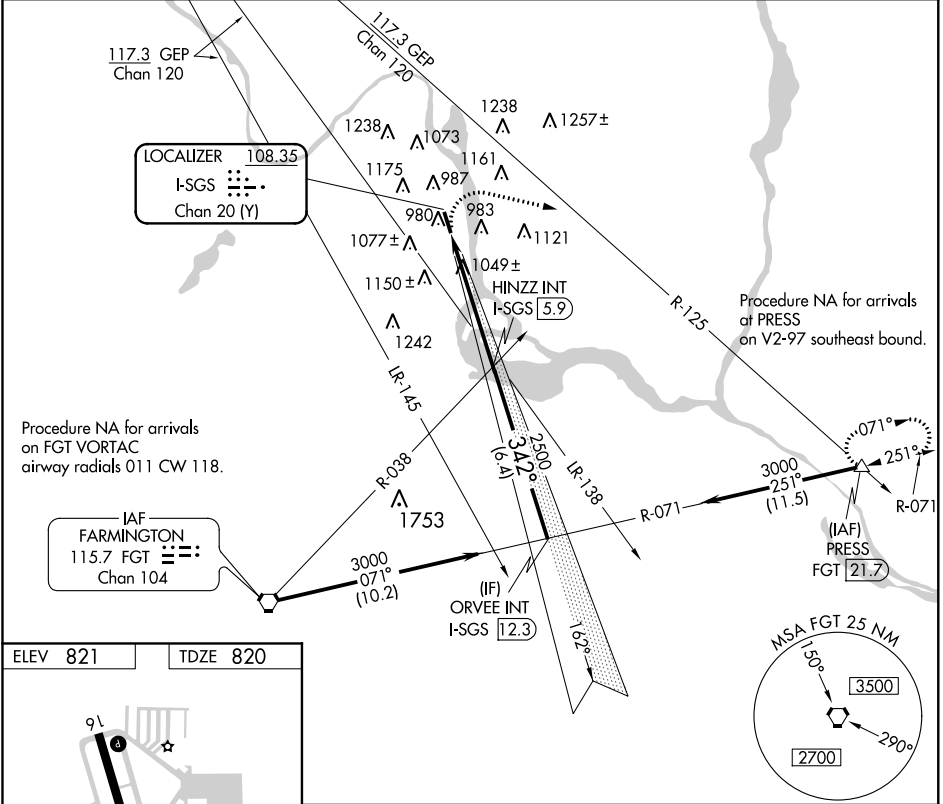 117.3 GEP
Chan 120
117.3 GEP
Chan 120
1238
1257±
1238
1073
LOCALIZER 108.35
I-SGS
Chan 20 (Y)
1161
1175
987
980
983
1121
1077±
1049±
1150±
HINZZ INT
I-SGS 5.9
1242
R-125
Procedure NA for arrivals
at PRESS
on V2-97 southeast bound.
LR-145
Procedure NA for arrivals
on FGT VORTAC
airway radials 011 CW 118.
R-038
342°
2500
(6.4)
LR-138
071°
251°
3000
251°
(11.5)
R-071
R-071
1753
IAF
FARMINGTON
115.7 FGT
Chan 104
(IAF)
PRESS
FGT 21.7
3000
071°
(10.2)
(IF)
ORVEE INT
I-SGS 12.3
162°
MSA FGT 25 NM
150°
3500
290°
2700
ELEV 821
TDZE 820
16
P